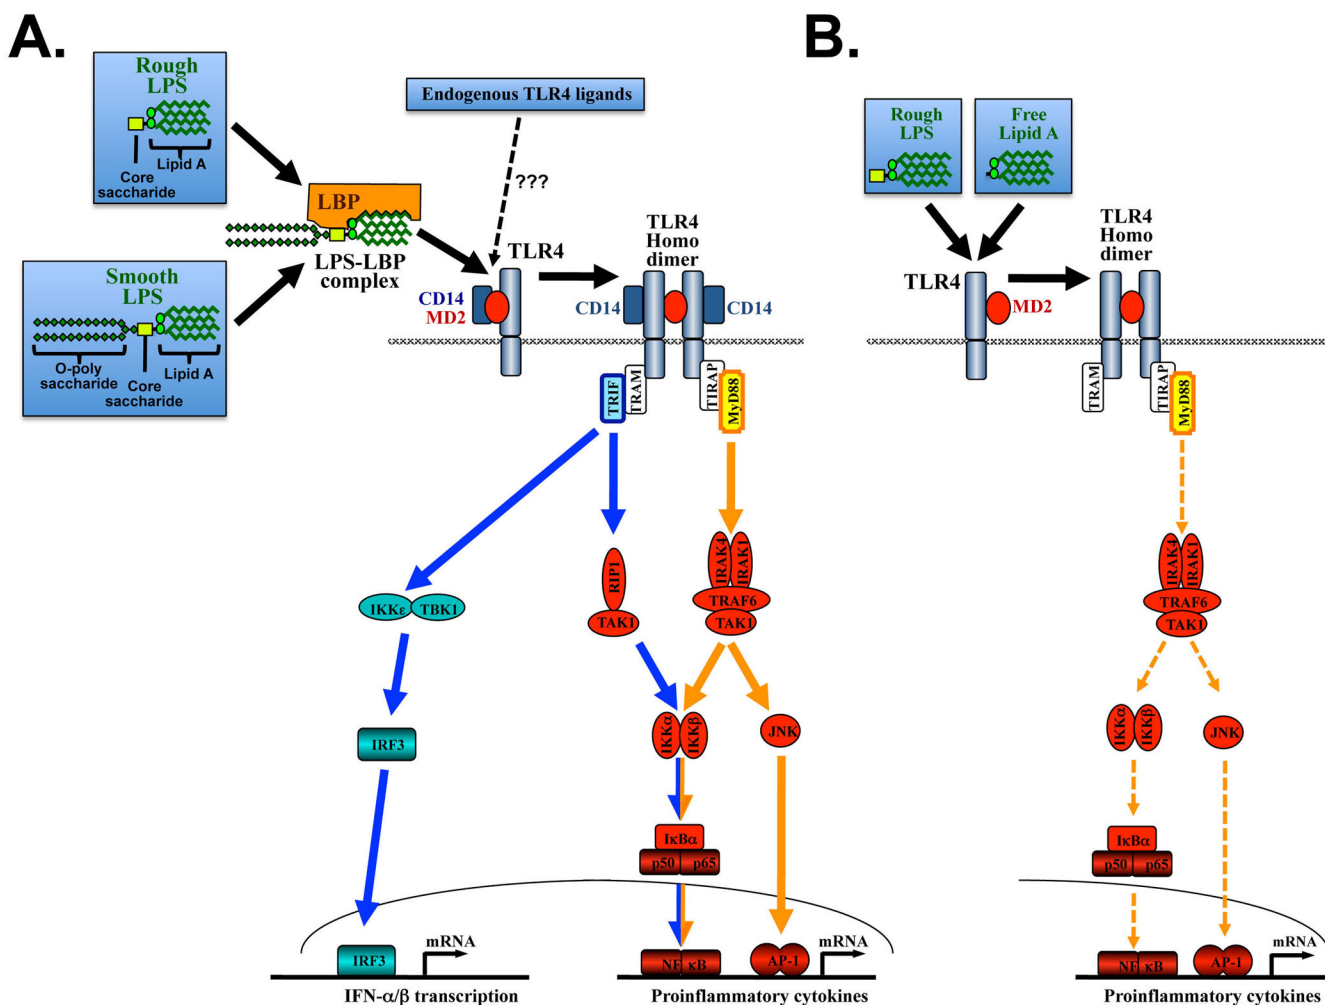 A.
Rough
LPS
Lipid A
Core
saccharide
Endogenous TLR4 ligands
???
LBP
LPS-LBP
complex
Smooth
LPS
O-poly
saccharide
Core
saccharide
Lipid A
TLR4
CD14
MD2
TLR4
Homo
dimer
CD14
CD14
TRIF
TRAM
TIRAP
MyD88
RIP1
TAK1
IRAK4
IRAK1
TRAF6
TAK1
IKKε
TBK1
IRF3
IKKα
IKKβ
JNK
IκBα
p50
p65
IRF3
mRNA
NF κB
AP-1
mRNA
IFN-α/β transcription
Proinflammatory cytokines
B.
Rough
LPS
Free
Lipid A
TLR4
MD2
TLR4
Homo
dimer
TRAM
TIRAP
MyD88
IRAK4
IRAK1
TRAF6
TAK1
IKKα
IKKβ
JNK
IκBα
p50
p65
NF κB
AP-1
mRNA
Proinflammatory cytokines